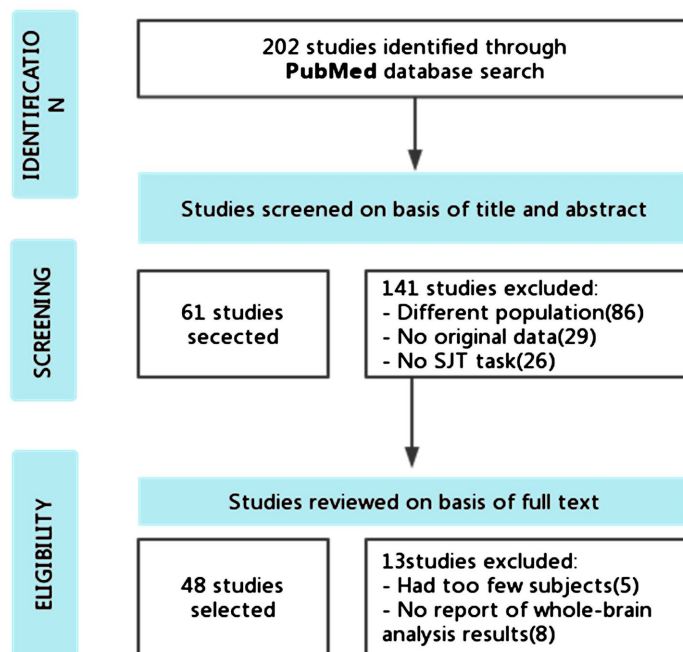 IDENTIFICATIO
N
202 studies identified through
PubMed database search
Studies screened on basis of title and abstract
SCREENING
61 studies
secected
141 studies excluded:
- Different population(86)
- No original data(29)
- No SJT task(26)
Studies reviewed on basis of full text
ELIGIBILITY
48 studies
selected
13studies excluded:
- Had too few subjects(5)
- No report of whole-brain
analysis results(8)